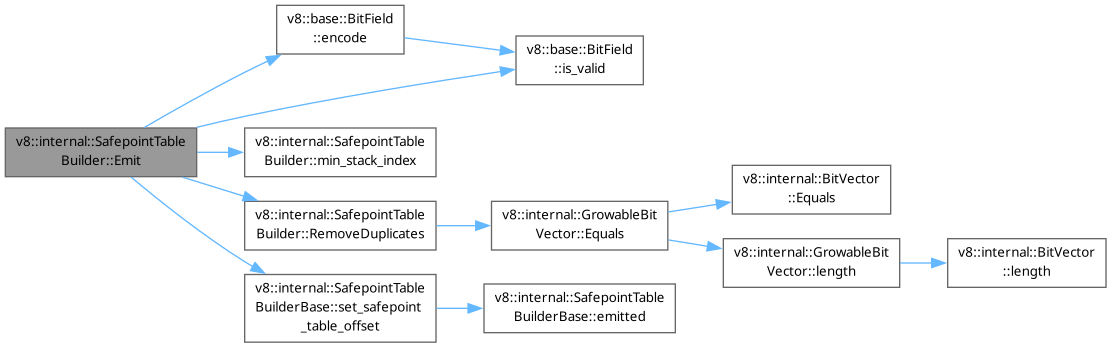 v8::internal::SafepointTable
Builder::Emit
v8::base::BitField
::encode
v8::base::BitField
::is_valid
v8::internal::SafepointTable
Builder::min_stack_index
v8::internal::SafepointTable
Builder::RemoveDuplicates
v8::internal::GrowableBit
Vector::Equals
v8::internal::BitVector
::Equals
v8::internal::GrowableBit
Vector::length
v8::internal::BitVector
::length
v8::internal::SafepointTable
BuilderBase::set_safepoint
_table_offset
v8::internal::SafepointTable
BuilderBase::emitted